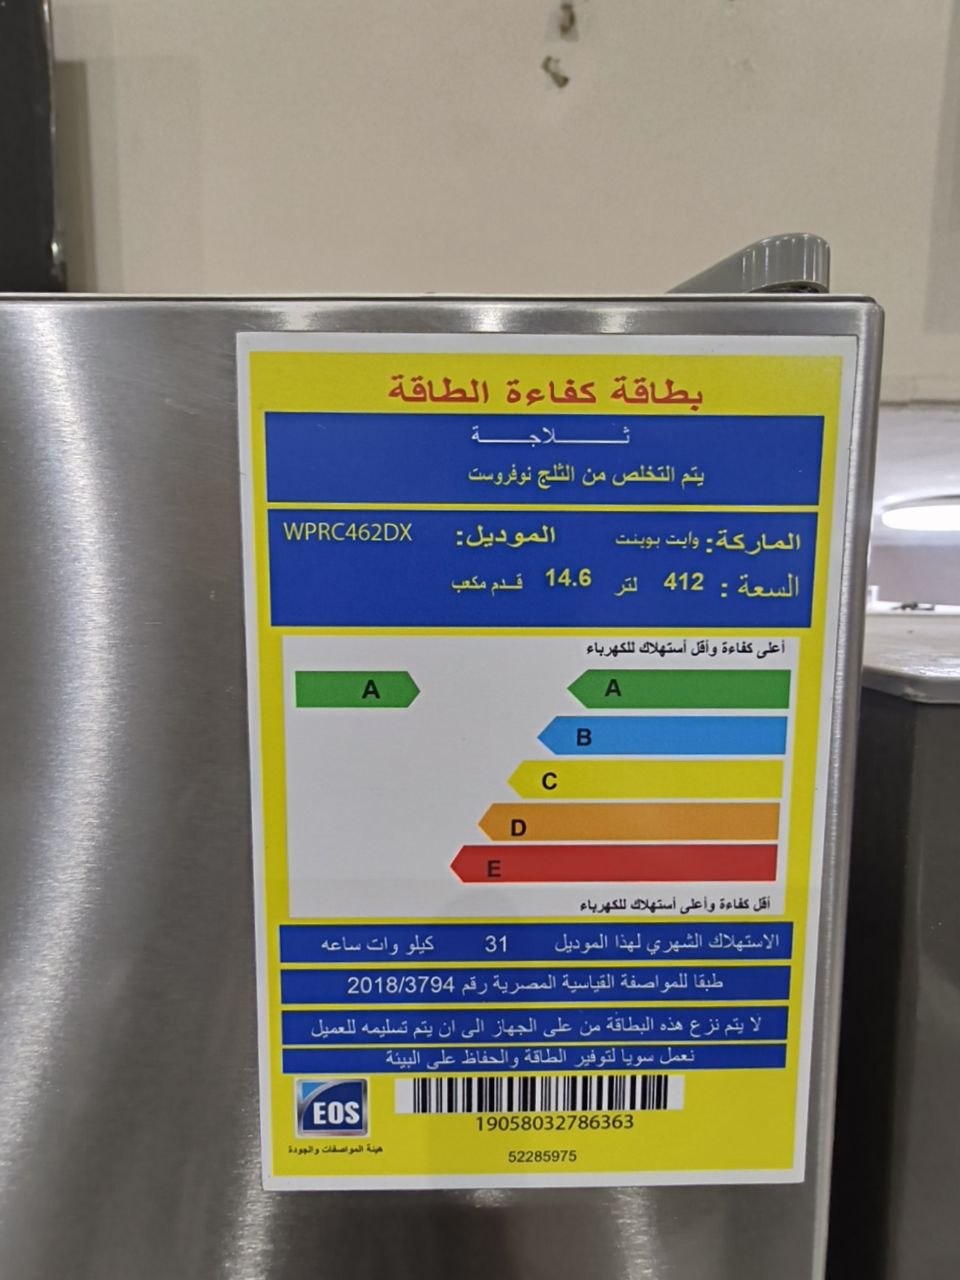 بطاقة كفاءة الطاقة
ثــــلاجــــة
يتم التخلص من الثلج نوفروست
الماركة: وايت بوينت الموديل: WPRC462DX
السعة : 412 لتر 14.6 قدم مكعب
أعلى كفاءة وأقل أستهلاك للكهرباء
A A
B
C
D
E
أقل كفاءة وأعلى أستهلاك للكهرباء
الاستهلاك الشهري لهذا الموديل 31 كيلو وات ساعه
طبقا للمواصفة القياسية المصرية رقم 2018/3794
لا يتم نزع هذه البطاقة من على الجهاز الى ان يتم تسليمه للعميل
نعمل سويا لتوفير الطاقة والحفاظ على البيئة
EOS
هيئة المواصفات والجودة
19058032786363
52285975